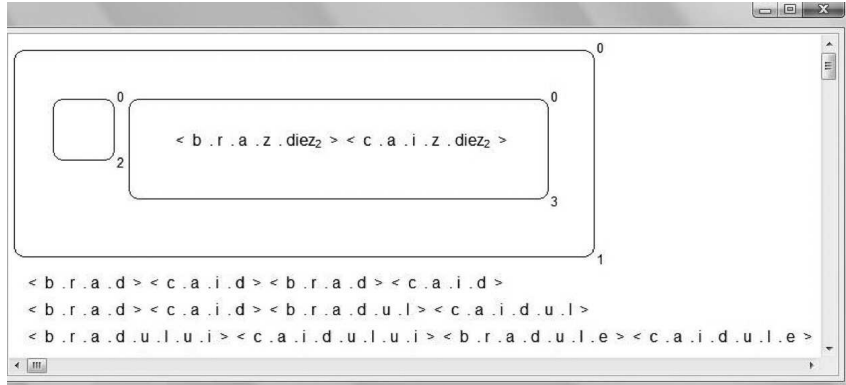 0
0 0
< b . r . a . z . diez₂ > < c . a . i . z . diez₂ >
2
3
1
< b . r . a . d > < c . a . i . d > < b . r . a . d > < c . a . i . d >
< b . r . a . d > < c . a . i . d > < b . r . a . d . u . l > < c . a . i . d . u . l >
< b . r . a . d . u . l . u . i > < c . a . i . d . u . l . u . i > < b . r . a . d . u . l . e > < c . a . i . d . u . l . e >